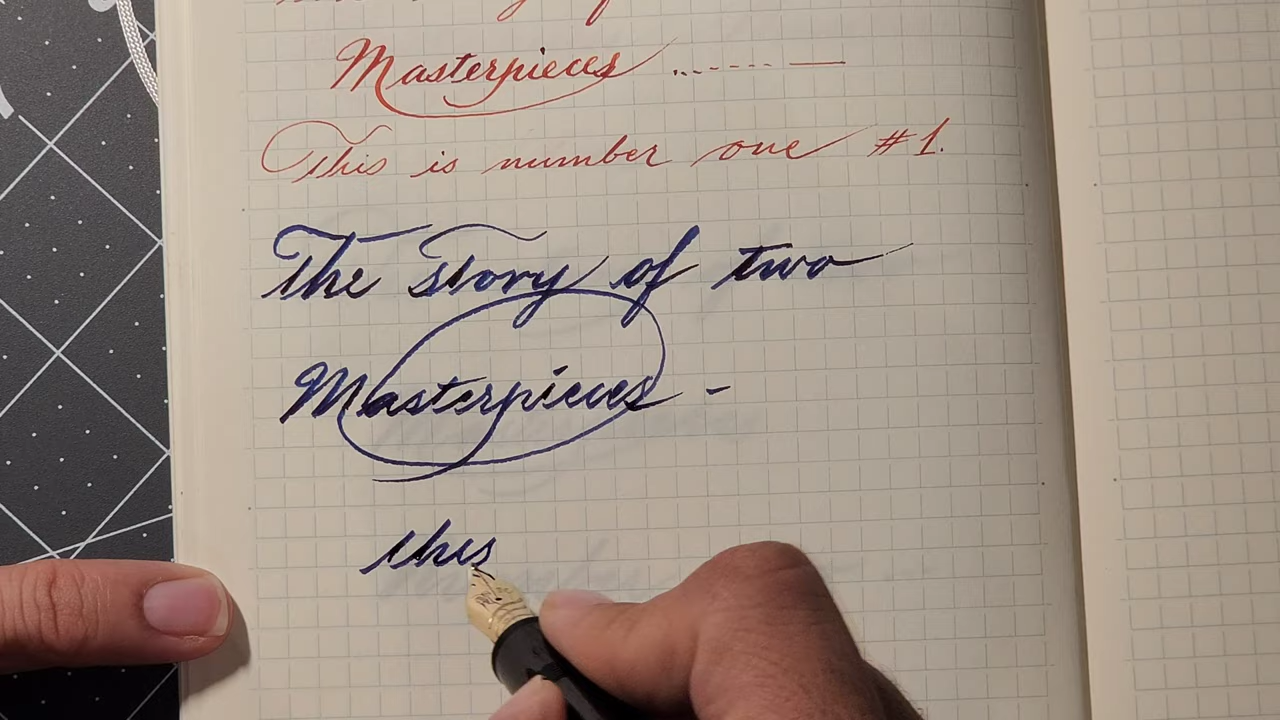 Masterpieces ..------ —
This is number one #1.
The story of two
Masterpieces -
this